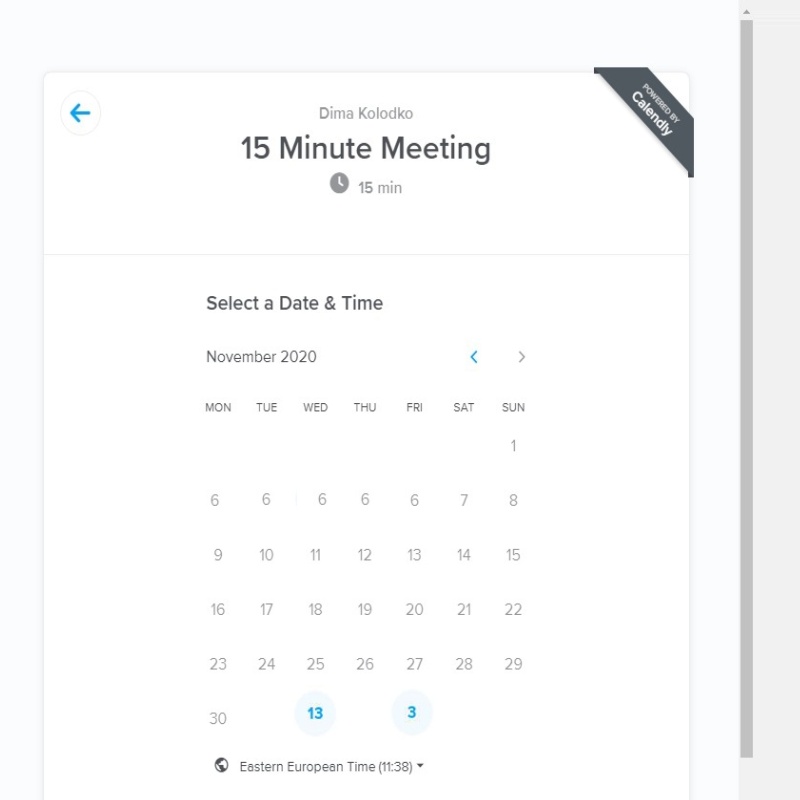 POWERED BY
Calendly
Dima Kolodko
15 Minute Meeting
15 min
Select a Date & Time
November 2020
MON TUE WED THU FRI SAT SUN
1
6 6 6 6 6 7 8
9 10 11 12 13 14 15
16 17 18 19 20 21 22
23 24 25 26 27 28 29
30 13 3
Eastern European Time (11:38)